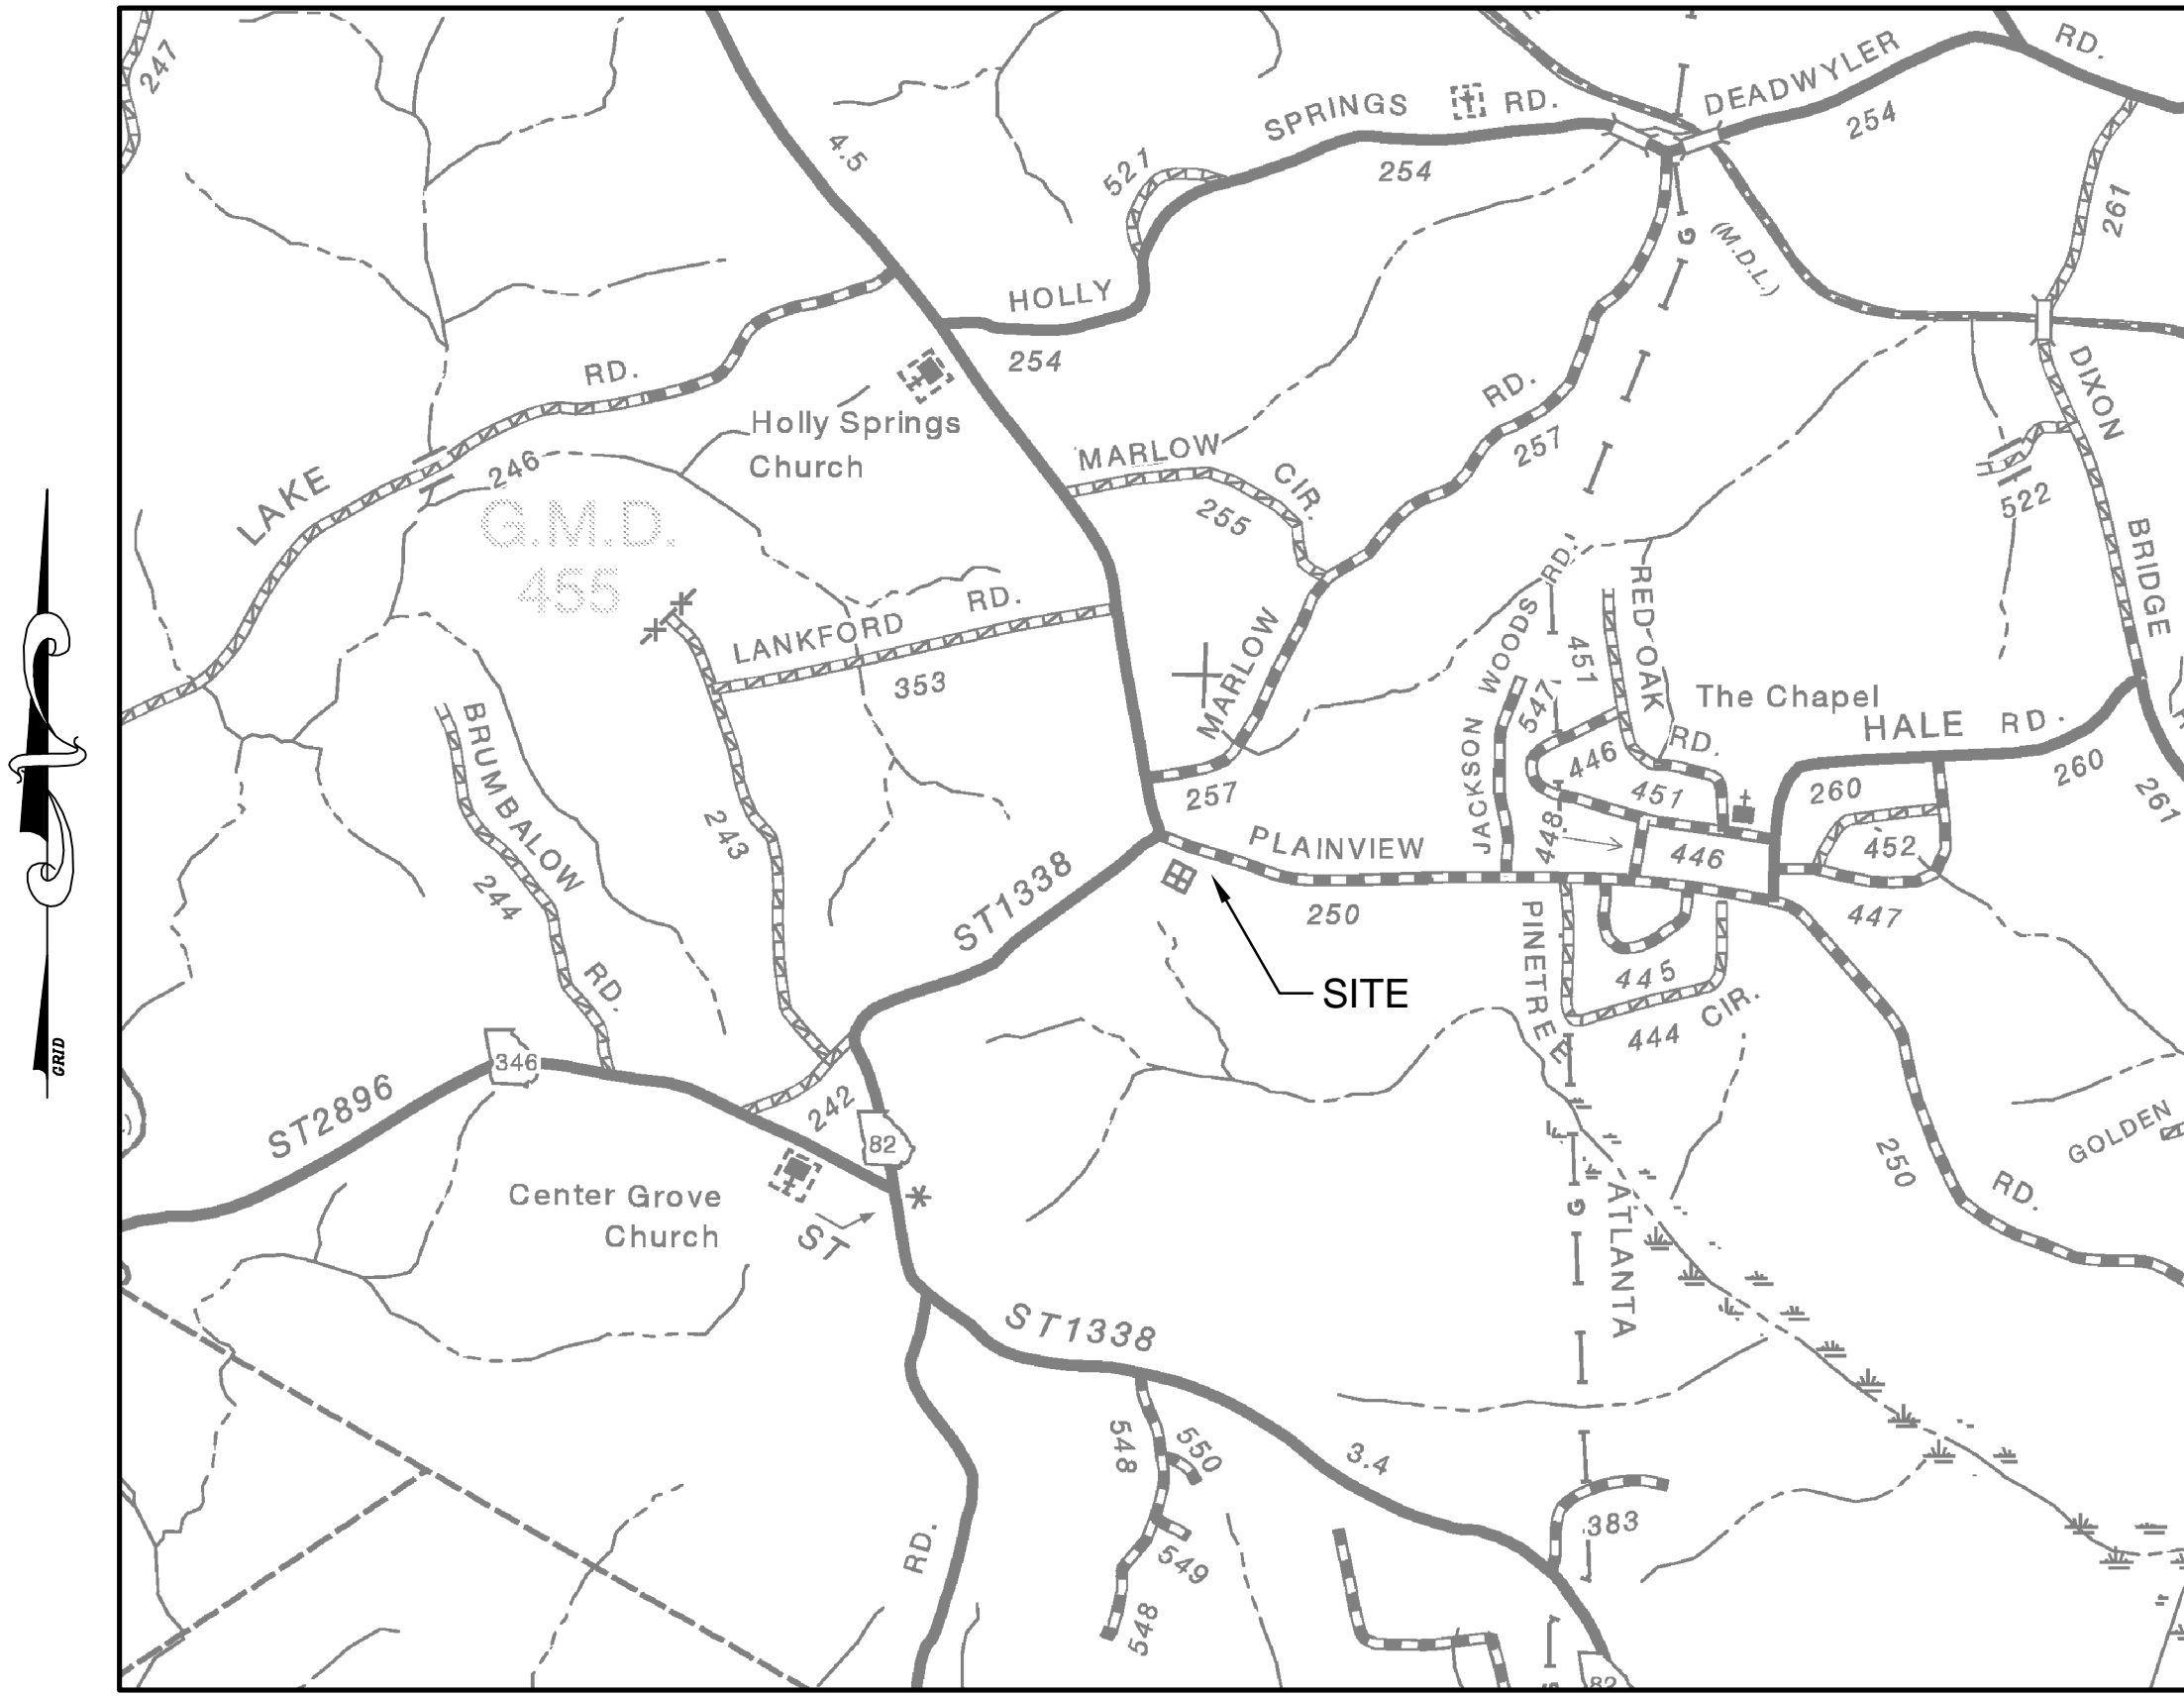 247
4.5
SPRINGS RD.
DEADWYLER
RD.
254
254
521
261
HOLLY
254
G
(M.D.L.)
LAKE RD.
246
Holly Springs
Church
MARLOW CIR.
255
RD.
257
DIXON
BRIDGE
522
G.M.D.
455
LANKFORD RD.
353
MARLOW
257
JACKSON WOODS RD.
547
451
RED OAK
RD.
446
451
448
446
The Chapel
HALE RD.
260
260
261
452
447
BRUMBALOW
RD.
244
243
PLAINVIEW
250
ST1338
SITE
PINETREE
CIR.
445
444
GRID
346
ST2896
242
82
Center Grove
Church
ST
G
ATLANTA
250
RD.
GOLDEN
ST1338
3.4
548
550
549
548
RD.
383
82